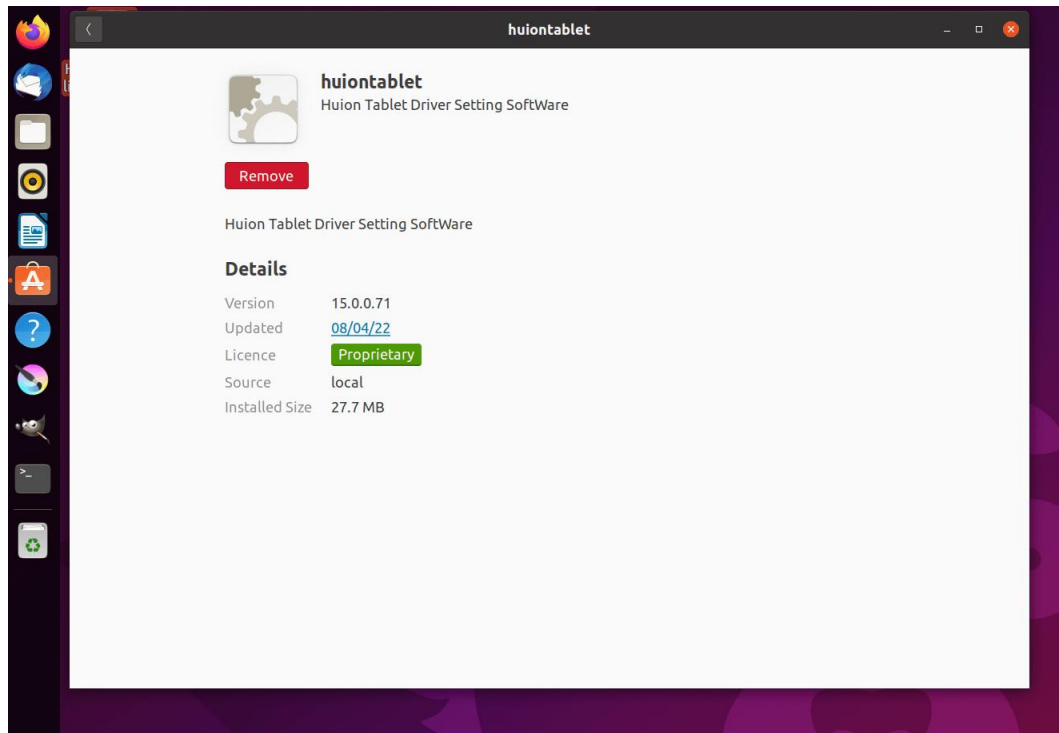 huiontablet
huiontablet
Huion Tablet Driver Setting SoftWare
Remove
Huion Tablet Driver Setting SoftWare
Details
Version 15.0.0.71
Updated 08/04/22
Licence Proprietary
Source local
Installed Size 27.7 MB